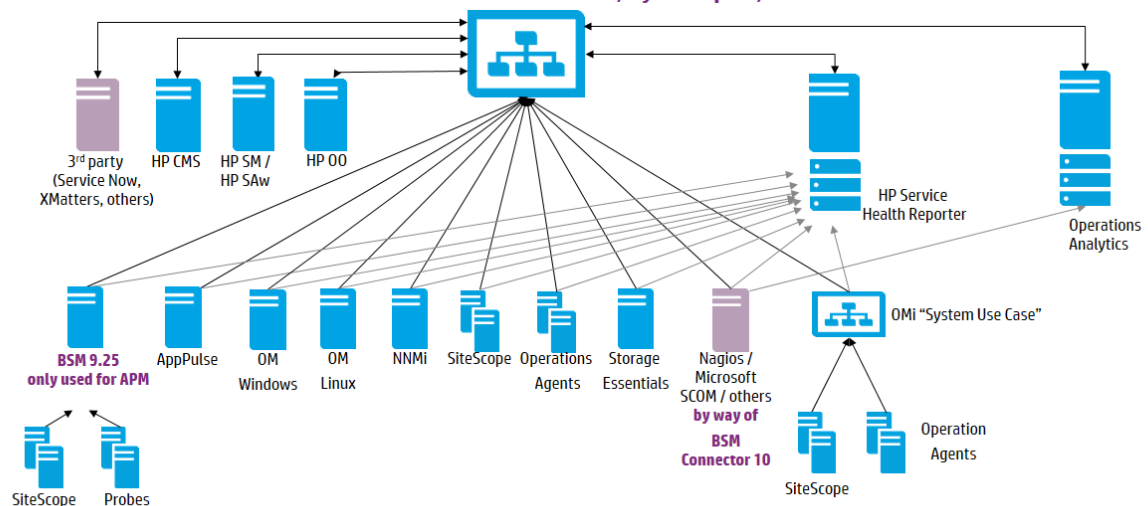 3rd party
(Service Now,
XMatters, others)
HP CMS
HP SM /
HP SAw
HP OO
HP Service
Health Reporter
Operations
Analytics
BSM 9.25
only used for APM
AppPulse
OM
Windows
OM
Linux
NNMi
SiteScope
Operations
Agents
Storage
Essentials
Nagios /
Microsoft
SCOM / others
by way of
BSM
Connector 10
OMi “System Use Case”
SiteScope
Probes
SiteScope
Operation
Agents